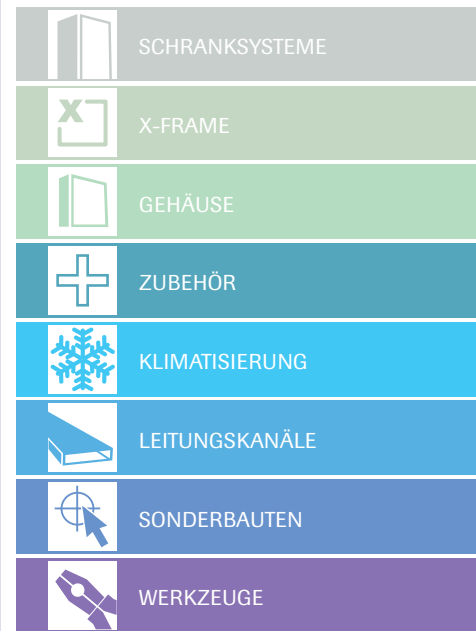 SCHRANKSYSTEME
X-FRAME
GEHÄUSE
ZUBEHÖR
KLIMATISIERUNG
LEITUNGSKANÄLE
SONDERBAUTEN
WERKZEUGE